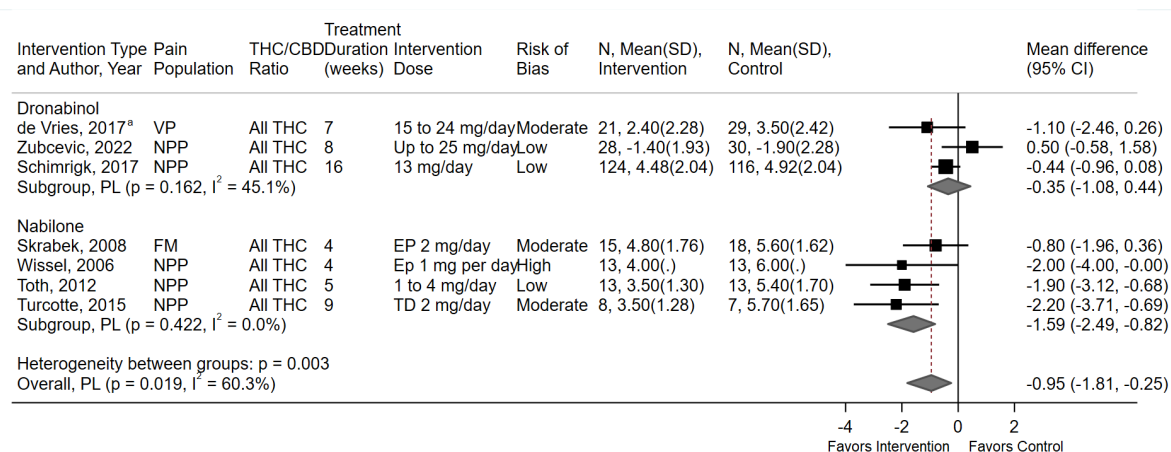 Treatment
Intervention Type Pain THC/CBDDuration Intervention Risk of N, Mean(SD), N, Mean(SD), Mean difference
and Author, Year Population Ratio (weeks) Dose Bias Intervention Control (95% CI)
Dronabinol
de Vries, 2017ᵃ VP All THC 7 15 to 24 mg/dayModerate 21, 2.40(2.28) 29, 3.50(2.42) -1.10 (-2.46, 0.26)
Zubcevic, 2022 NPP All THC 8 Up to 25 mg/dayLow 28, -1.40(1.93) 30, -1.90(2.28) 0.50 (-0.58, 1.58)
Schimrigk, 2017 NPP All THC 16 13 mg/day Low 124, 4.48(2.04) 116, 4.92(2.04) -0.44 (-0.96, 0.08)
Subgroup, PL (p = 0.162, I² = 45.1%) -0.35 (-1.08, 0.44)
Nabilone
Skrabek, 2008 FM All THC 4 EP 2 mg/day Moderate 15, 4.80(1.76) 18, 5.60(1.62) -0.80 (-1.96, 0.36)
Wissel, 2006 NPP All THC 4 Ep 1 mg per dayHigh 13, 4.00(.) 13, 6.00(.) -2.00 (-4.00, -0.00)
Toth, 2012 NPP All THC 5 1 to 4 mg/day Low 13, 3.50(1.30) 13, 5.40(1.70) -1.90 (-3.12, -0.68)
Turcotte, 2015 NPP All THC 9 TD 2 mg/day Moderate 8, 3.50(1.28) 7, 5.70(1.65) -2.20 (-3.71, -0.69)
Subgroup, PL (p = 0.422, I² = 0.0%) -1.59 (-2.49, -0.82)
Heterogeneity between groups: p = 0.003
Overall, PL (p = 0.019, I² = 60.3%) -0.95 (-1.81, -0.25)
-4 -2 0 2
Favors Intervention Favors Control